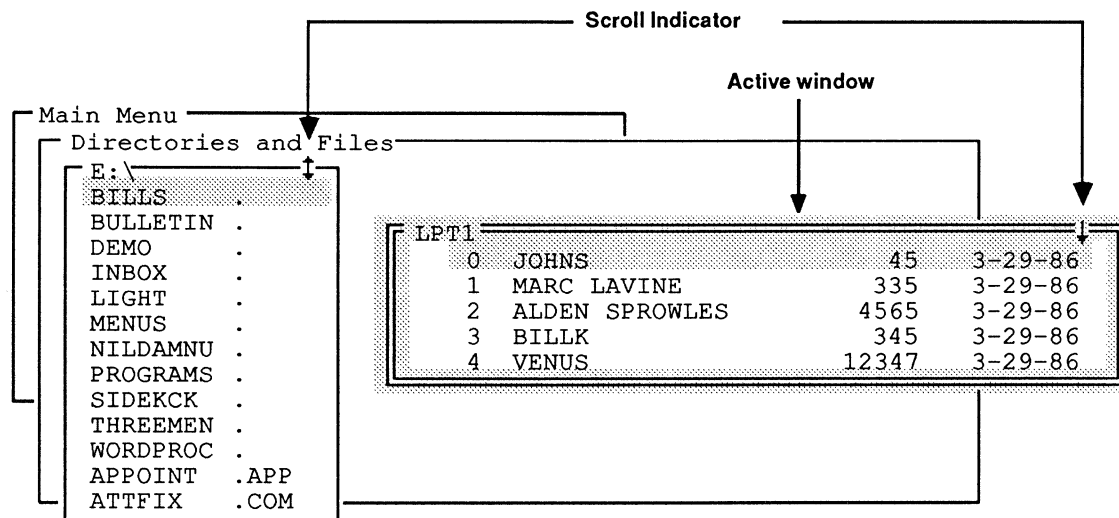 Scroll Indicator
Active window
Main Menu
Directories and Files
E:\
BILLS .
BULLETIN .
DEMO .
INBOX .
LIGHT .
MENUS .
NILDAMNU .
PROGRAMS .
SIDEKCK .
THREEMEN .
WORDPROC .
APPOINT .APP
ATTFIX .COM
LPT1
0 JOHNS 45 3-29-86
1 MARC LAVINE 335 3-29-86
2 ALDEN SPROWLES 4565 3-29-86
3 BILLK 345 3-29-86
4 VENUS 12347 3-29-86